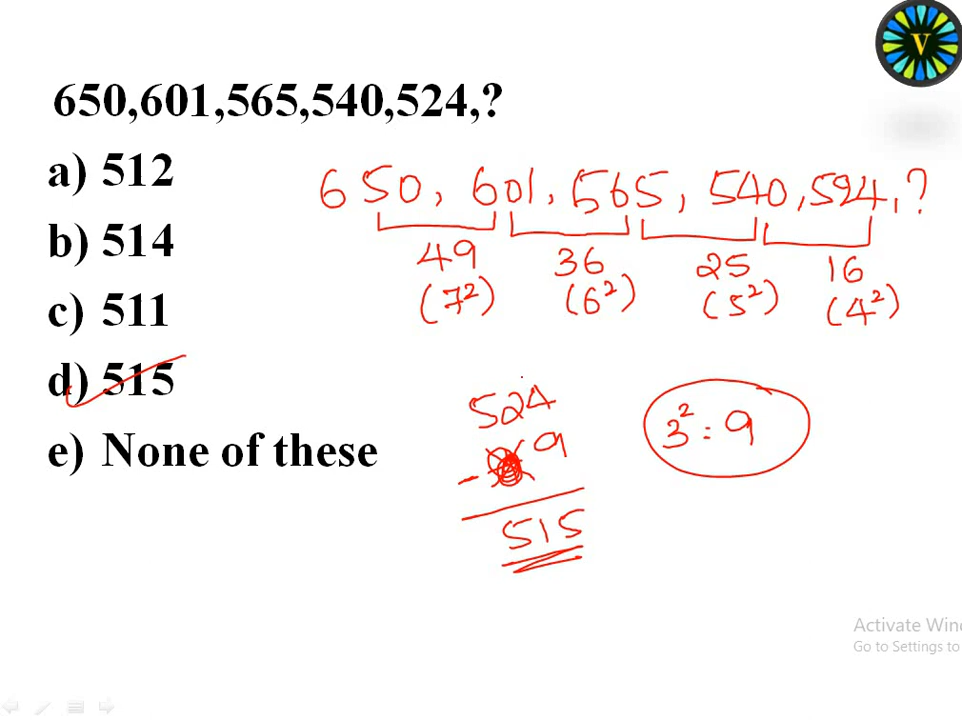 V
650,601,565,540,524,?
a) 512
b) 514
c) 511
d) 515
e) None of these
650, 601, 565, 540, 524, ?
49 36 25 16
(7²) (6²) (5²) (4²)
524
- 9
515
3² = 9
Activate Win
Go to Settings to